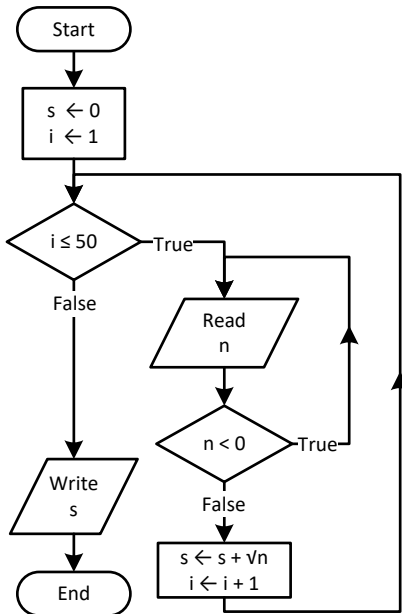 Start
s ← 0
i ← 1
i ≤ 50
True
False
Read
n
n < 0
True
False
s ← s + √n
i ← i + 1
Write
s
End